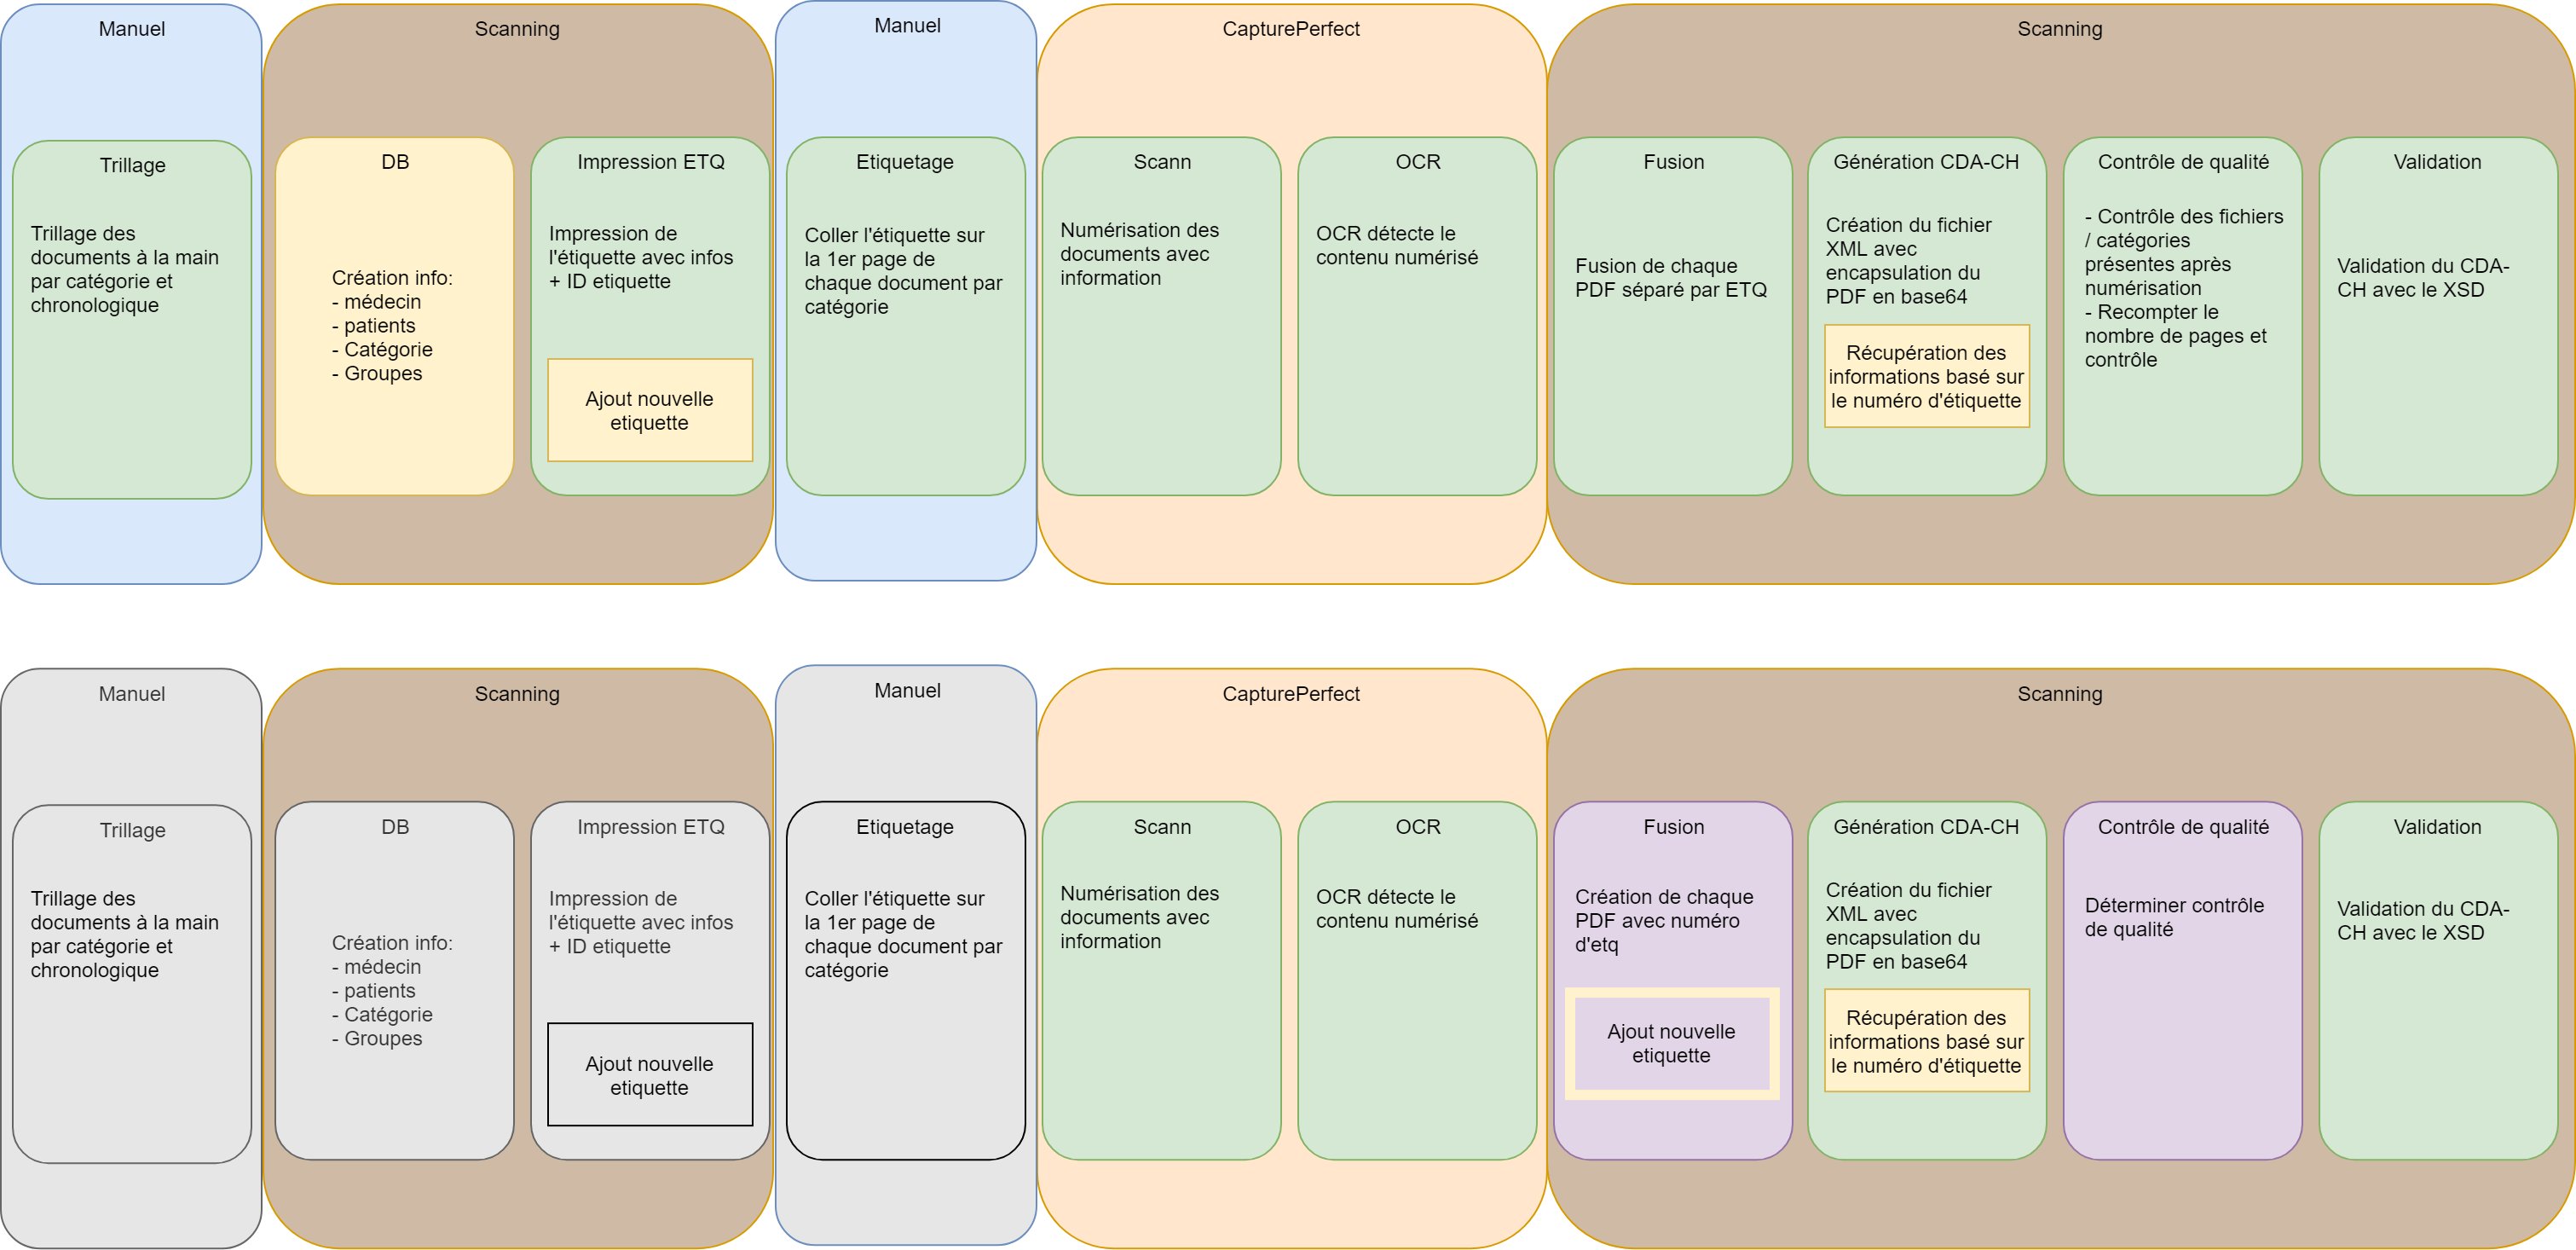 Manuel
Scanning
Manuel
CapturePerfect
Scanning
Trillage
Trillage des
documents à la main
par catégorie et
chronologique
DB
Création info:
- médecin
- patients
- Catégorie
- Groupes
Impression ETQ
Impression de
l'étiquette avec infos
+ ID etiquette
Ajout nouvelle
etiquette
Etiquetage
Coller l'étiquette sur
la 1er page de
chaque document par
catégorie
Scann
Numérisation des
documents avec
information
OCR
OCR détecte le
contenu numérisé
Fusion
Fusion de chaque
PDF séparé par ETQ
Génération CDA-CH
Création du fichier
XML avec
encapsulation du
PDF en base64
Récupération des
informations basé sur
le numéro d'étiquette
Contrôle de qualité
- Contrôle des fichiers
/ catégories
présentes après
numérisation
- Recompter le
nombre de pages et
contrôle
Validation
Validation du CDA-
CH avec le XSD
Manuel
Scanning
Manuel
CapturePerfect
Scanning
Trillage
Trillage des
documents à la main
par catégorie et
chronologique
DB
Création info:
- médecin
- patients
- Catégorie
- Groupes
Impression ETQ
Impression de
l'étiquette avec infos
+ ID etiquette
Ajout nouvelle
etiquette
Etiquetage
Coller l'étiquette sur
la 1er page de
chaque document par
catégorie
Scann
Numérisation des
documents avec
information
OCR
OCR détecte le
contenu numérisé
Fusion
Création de chaque
PDF avec numéro
d'etq
Ajout nouvelle
etiquette
Génération CDA-CH
Création du fichier
XML avec
encapsulation du
PDF en base64
Récupération des
informations basé sur
le numéro d'étiquette
Contrôle de qualité
Déterminer contrôle
de qualité
Validation
Validation du CDA-
CH avec le XSD